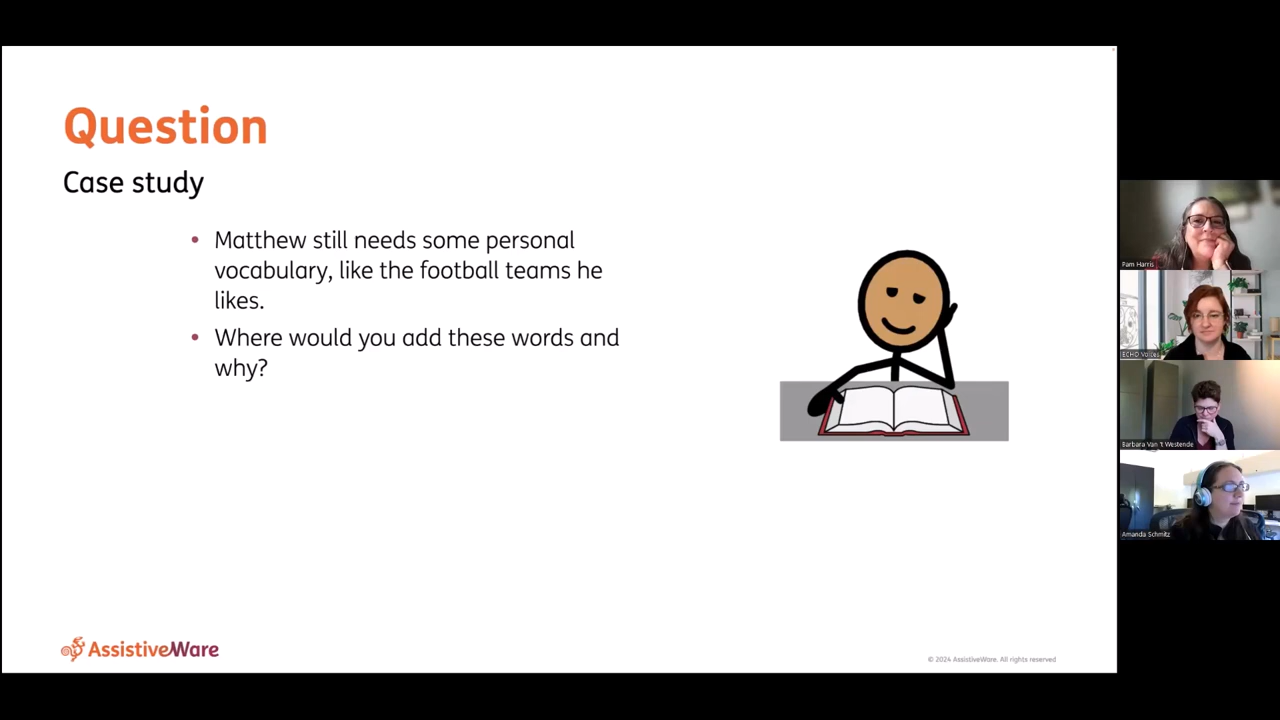 Question
Case study
• Matthew still needs some personal
vocabulary, like the football teams he
likes.
• Where would you add these words and
why?
AssistiveWare
© 2024 AssistiveWare. All rights reserved
Pam Harris
ECHO Voices
Barbara Van 't Westende
Amanda Schmitz